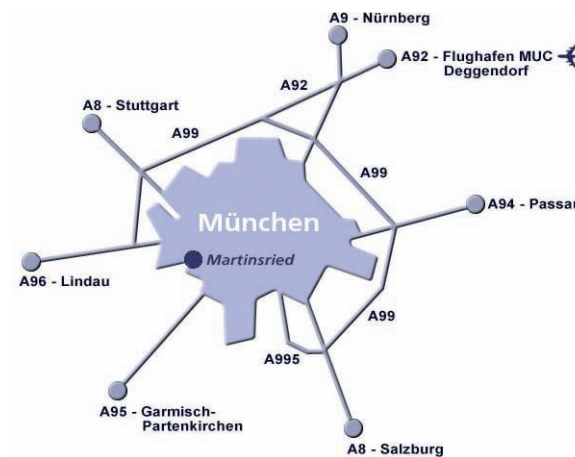 A9 - Nürnberg
A92 - Flughafen MUC
Deggendorf
A92
A8 - Stuttgart
A99
A99
A94 - Passau
München
Martinsried
A96 - Lindau
A99
A995
A95 - Garmisch-
Partenkirchen
A8 - Salzburg